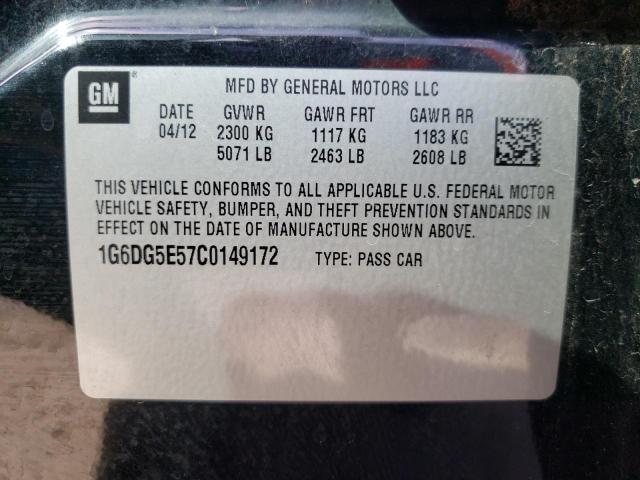 GM ®
MFD BY GENERAL MOTORS LLC
DATE GVWR GAWR FRT GAWR RR
04/12 2300 KG 1117 KG 1183 KG
5071 LB 2463 LB 2608 LB
THIS VEHICLE CONFORMS TO ALL APPLICABLE U.S. FEDERAL MOTOR
VEHICLE SAFETY, BUMPER, AND THEFT PREVENTION STANDARDS IN
EFFECT ON THE DATE OF MANUFACTURE SHOWN ABOVE.
1G6DG5E57C0149172 TYPE: PASS CAR